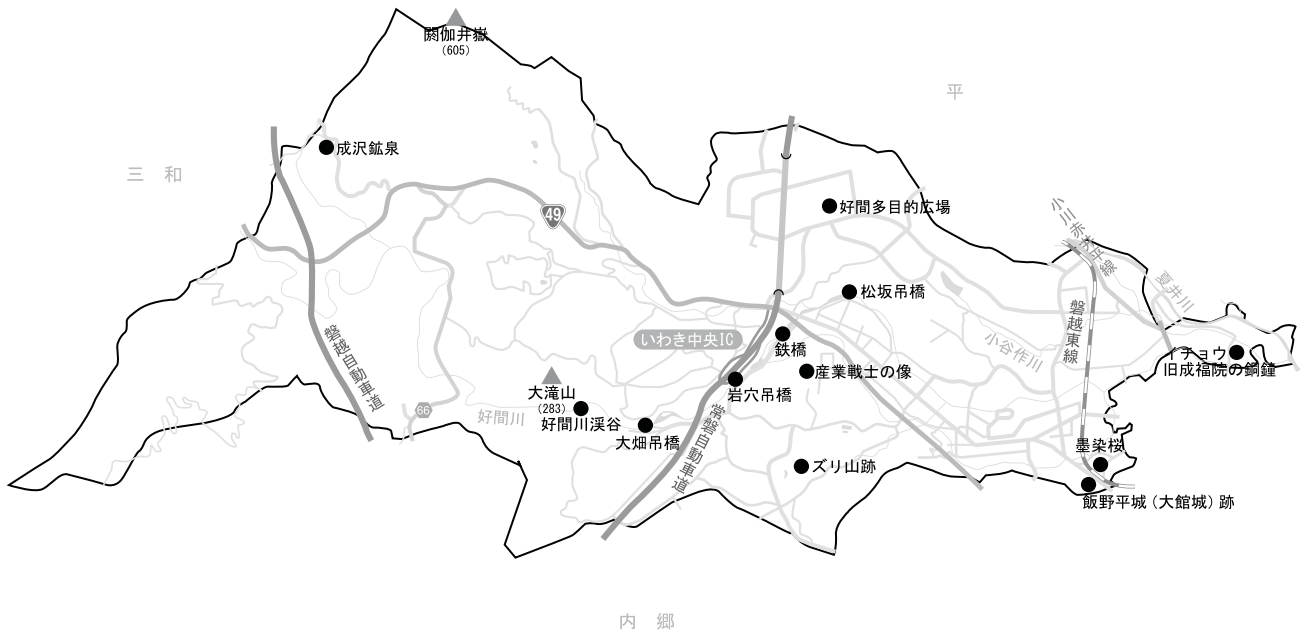 閼伽井嶽
(605)
平
成沢鉱泉
三　和
49
好間多目的広場
小川赤井平線
夏井川
松坂吊橋
磐越東線
いわき中央IC
鉄橋
小谷作川
磐越自動車道
イチョウ
旧成福院の銅鐘
産業戦士の像
岩穴吊橋
大滝山
(283)
66
好間川
好間川渓谷
大畑吊橋
常磐自動車道
墨染桜
ズリ山跡
飯野平城（大館城）跡
内　郷